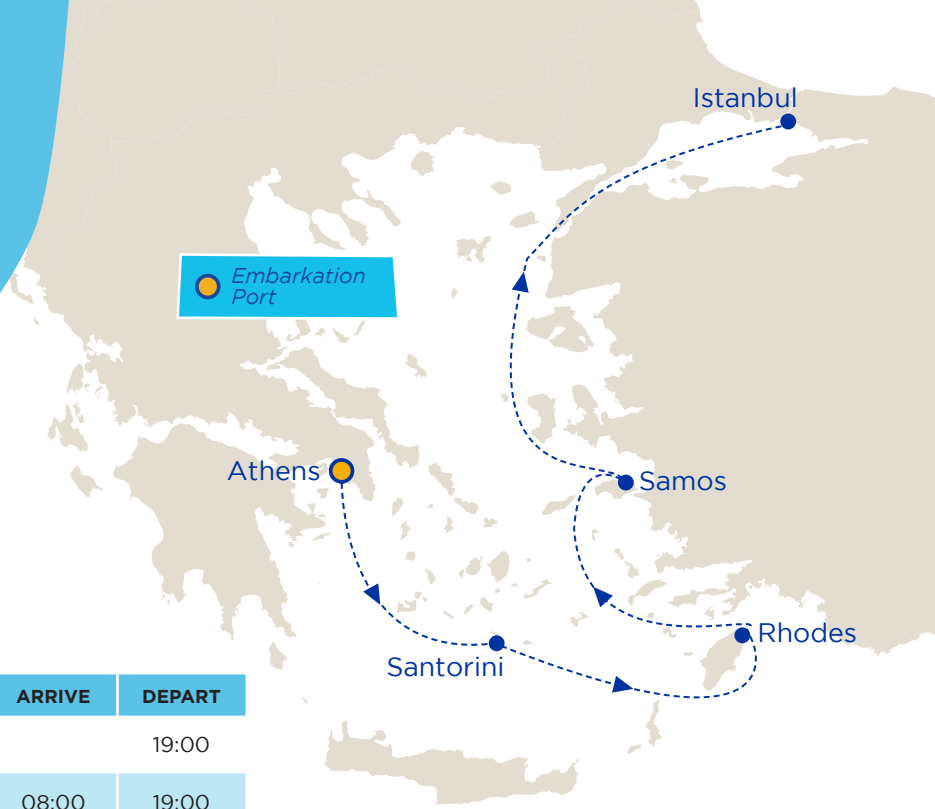 Istanbul
Embarkation
Port
Athens
Samos
Rhodes
Santorini
ARRIVE DEPART
19:00
08:00 19:00